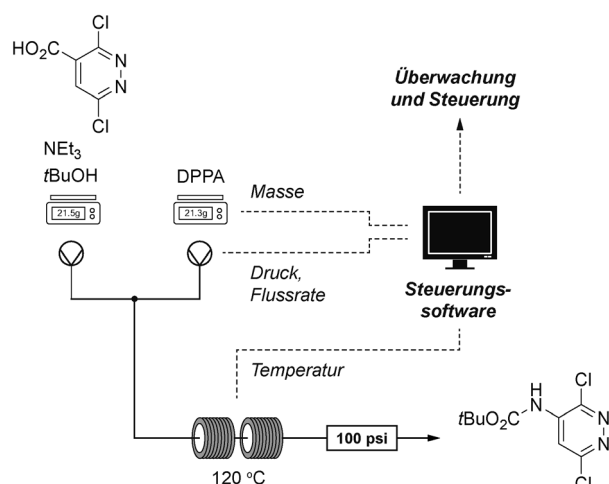 Cl
HO₂C
N
N
Cl
Überwachung
und Steuerung
NEt₃
tBuOH
DPPA
21.5g
21.3g
Masse
Druck,
Flussrate
Steuerungs-
software
Temperatur
100 psi
120 °C
H
N
Cl
tBuO₂C
N
N
Cl